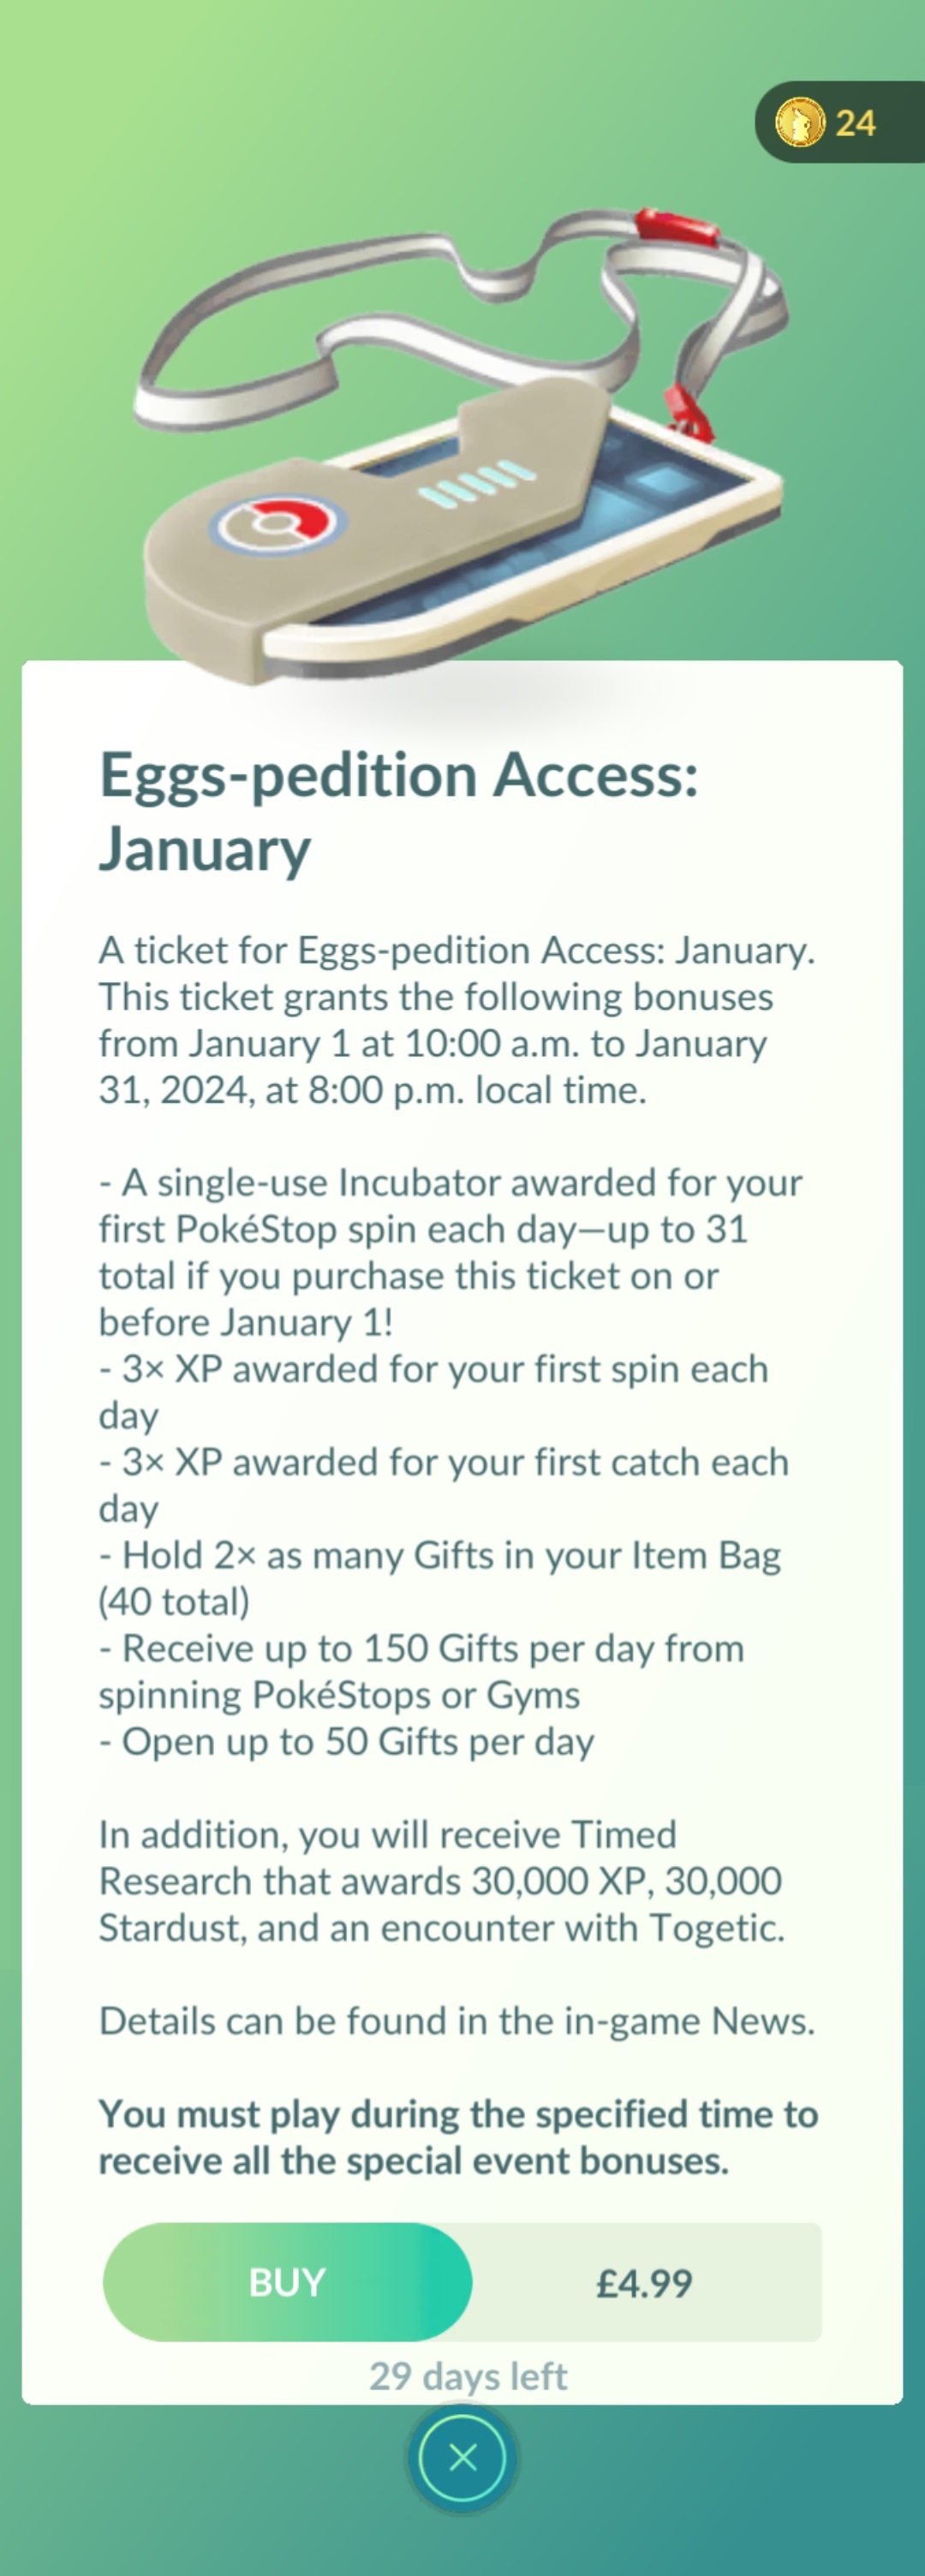 24
Eggs-pedition Access:
January
A ticket for Eggs-pedition Access: January.
This ticket grants the following bonuses
from January 1 at 10:00 a.m. to January
31, 2024, at 8:00 p.m. local time.
- A single-use Incubator awarded for your
first PokéStop spin each day—up to 31
total if you purchase this ticket on or
before January 1!
- 3× XP awarded for your first spin each
day
- 3× XP awarded for your first catch each
day
- Hold 2× as many Gifts in your Item Bag
(40 total)
- Receive up to 150 Gifts per day from
spinning PokéStops or Gyms
- Open up to 50 Gifts per day
In addition, you will receive Timed
Research that awards 30,000 XP, 30,000
Stardust, and an encounter with Togetic.
Details can be found in the in-game News.
You must play during the specified time to
receive all the special event bonuses.
BUY £4.99
29 days left